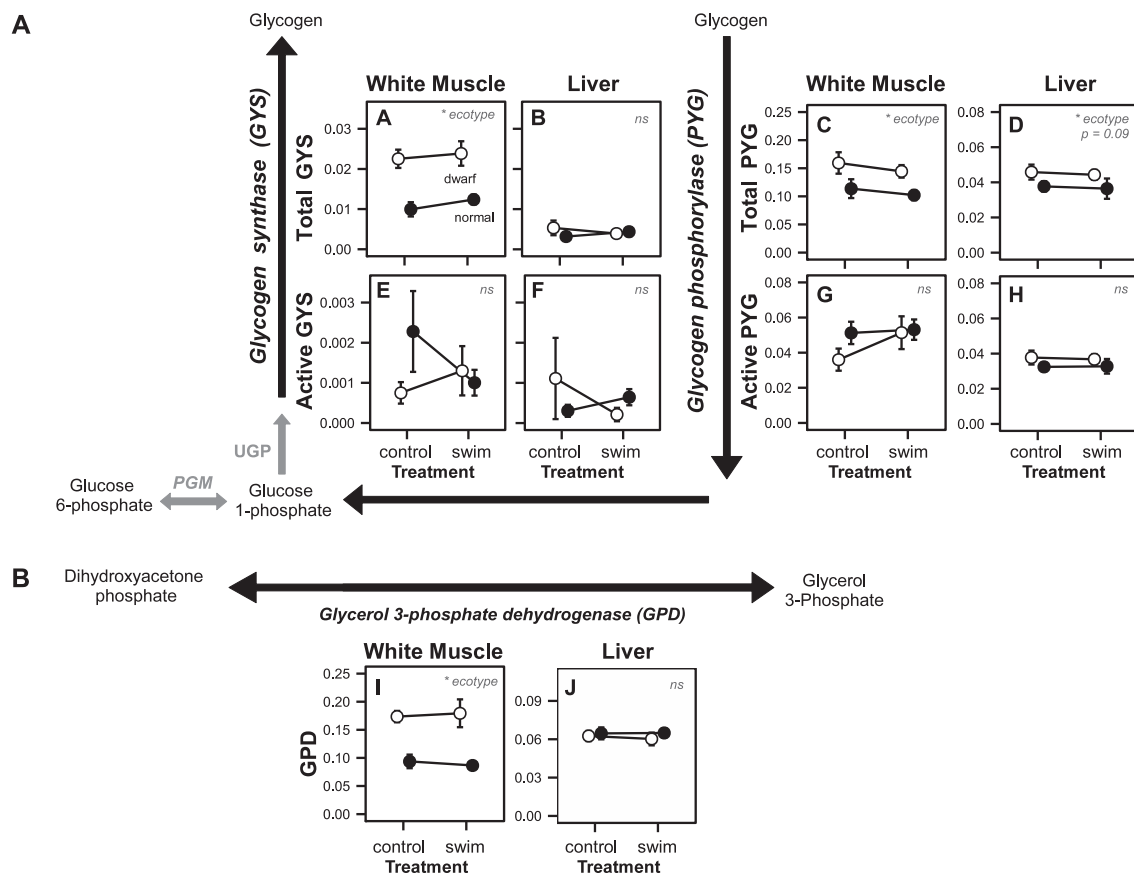 A
Glycogen
Glycogen
Glycogen synthase (GYS)
White Muscle
Liver
Total GYS
A
* ecotype
0.03
0.02
0.01
0.00
dwarf
normal
B
ns
Active GYS
E
ns
0.003
0.002
0.001
0.000
F
ns
control
swim
Treatment
control
swim
Treatment
Glycogen phosphorylase (PYG)
White Muscle
Liver
Total PYG
0.25
0.20
0.15
0.10
0.05
0.00
C
* ecotype
0.08
0.06
0.04
0.02
0.00
D
* ecotype
p = 0.09
Active PYG
0.08
0.06
0.04
0.02
0.00
G
ns
0.08
0.06
0.04
0.02
0.00
H
ns
control
swim
Treatment
control
swim
Treatment
UGP
PGM
Glucose
6-phosphate
Glucose
1-phosphate
B
Dihydroxyacetone
phosphate
Glycerol
3-Phosphate
Glycerol 3-phosphate dehydrogenase (GPD)
White Muscle
Liver
GPD
0.25
0.20
0.15
0.10
0.05
0.00
I
* ecotype
0.09
0.06
0.03
0.00
J
ns
control
swim
Treatment
control
swim
Treatment